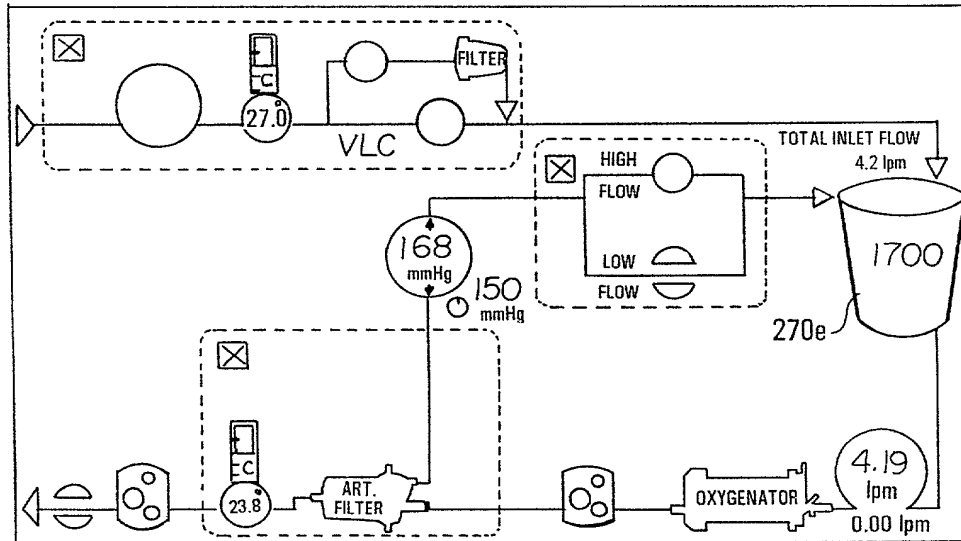 FILTER
C
27.0°
VLC
TOTAL INLET FLOW
4.2 lpm
HIGH
FLOW
168
mmHg
150
mmHg
LOW
FLOW
1700
270e
C
23.8°
ART.
FILTER
OXYGENATOR
4.19
lpm
0.00 lpm